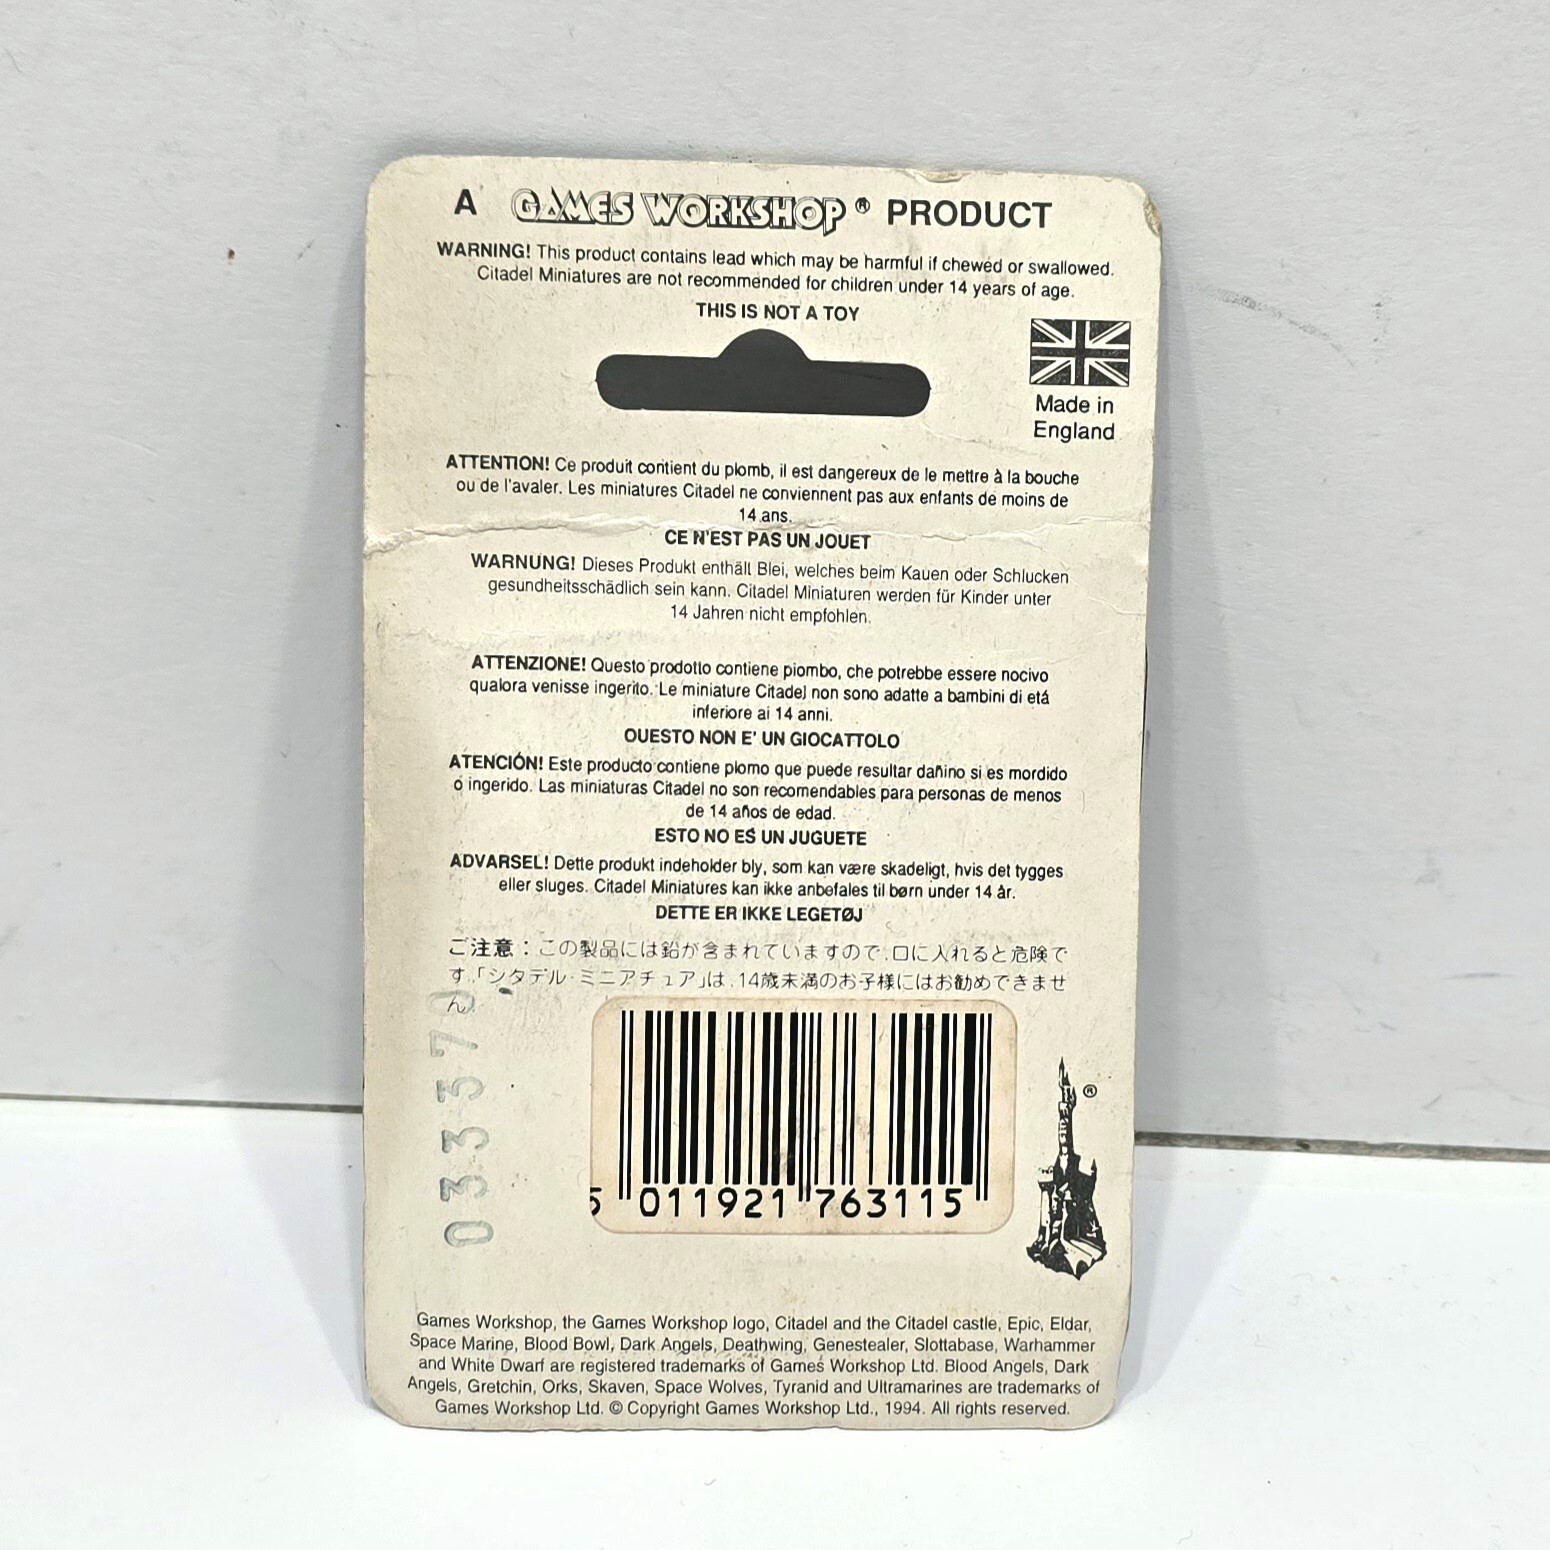 A GAMES WORKSHOP® PRODUCT
WARNING! This product contains lead which may be harmful if chewed or swallowed.
Citadel Miniatures are not recommended for children under 14 years of age.
THIS IS NOT A TOY
Made in
England
ATTENTION! Ce produit contient du plomb, il est dangereux de le mettre à la bouche
ou de l'avaler. Les miniatures Citadel ne conviennent pas aux enfants de moins de
14 ans.
CE N'EST PAS UN JOUET
WARNUNG! Dieses Produkt enthält Blei, welches beim Kauen oder Schlucken
gesundheitsschädlich sein kann. Citadel Miniaturen werden für Kinder unter
14 Jahren nicht empfohlen.
ATTENZIONE! Questo prodotto contiene piombo, che potrebbe essere nocivo
qualora venisse ingerito. Le miniature Citadel non sono adatte a bambini di etá
inferiore ai 14 anni.
QUESTO NON E' UN GIOCATTOLO
ATENCIÓN! Este producto contiene plomo que puede resultar dañino si es mordido
o ingerido. Las miniaturas Citadel no son recomendables para personas de menos
de 14 años de edad.
ESTO NO ES UN JUGUETE
ADVARSEL! Dette produkt indeholder bly, som kan være skadeligt, hvis det tygges
eller sluges. Citadel Miniatures kan ikke anbefales til børn under 14 år.
DETTE ER IKKE LEGETØJ
ご注意：この製品には鉛が含まれていますので、口に入れると危険で
す。「シタデル・ミニアチュア」は、14歳未満のお子様にはお勧めできませ
ん。
5 011921 763115
®
Games Workshop, the Games Workshop logo, Citadel and the Citadel castle, Epic, Eldar,
Space Marine, Blood Bowl, Dark Angels, Deathwing, Genestealer, Slottabase, Warhammer
and White Dwarf are registered trademarks of Games Workshop Ltd. Blood Angels, Dark
Angels, Gretchin, Orks, Skaven, Space Wolves, Tyranid and Ultramarines are trademarks of
Games Workshop Ltd. © Copyright Games Workshop Ltd., 1994. All rights reserved.